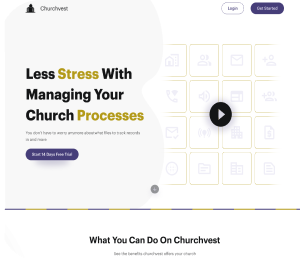 Churchvest
Login
Get Started
Less Stress With
Managing Your
Church Processes
You don't have to worry anymore about what files to track records
in and more
Start 14 Days Free Trial
What You Can Do On Churchvest
See the benefits churchvest offers your church